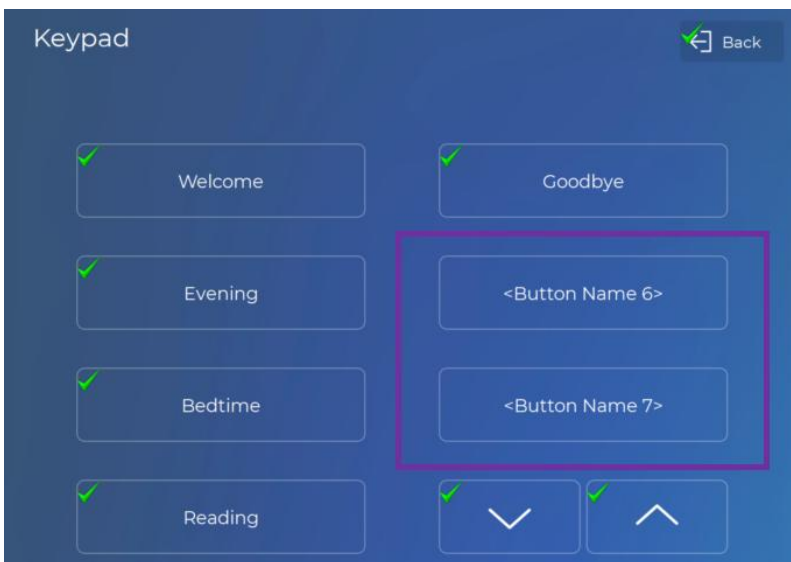 Keypad
Back
Welcome
Goodbye
Evening
<Button Name 6>
Bedtime
<Button Name 7>
Reading